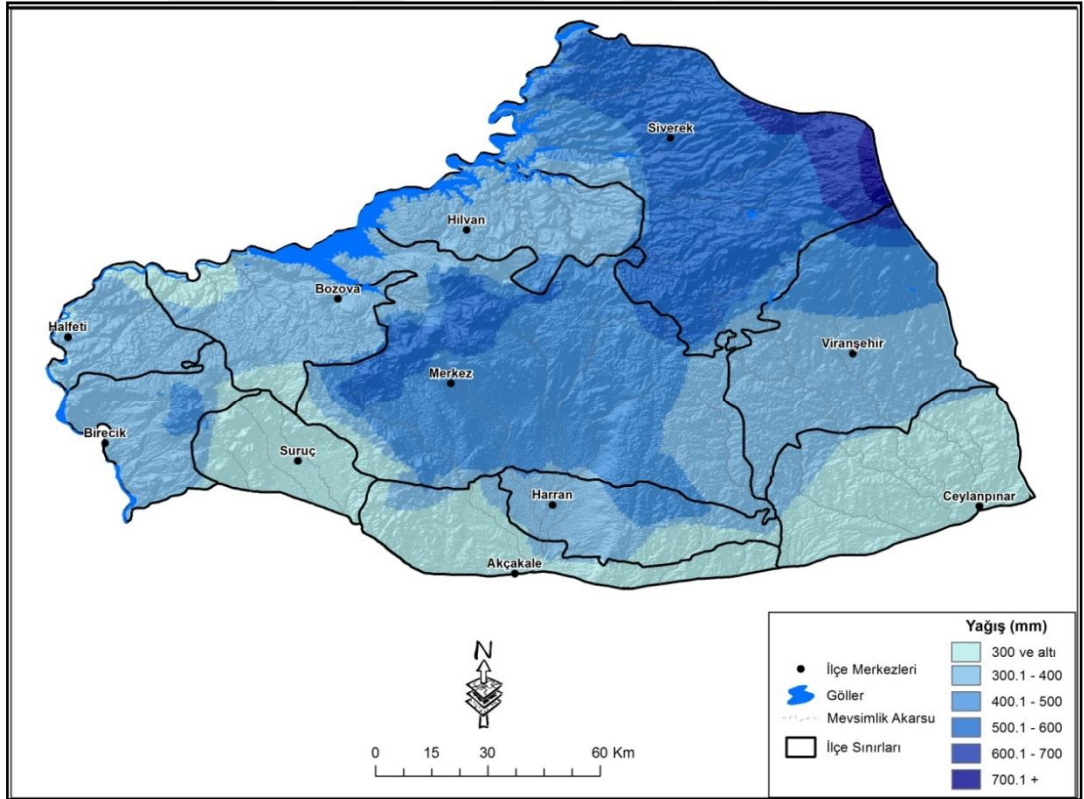 Siverek
Hilvan
Bozova
Halfeti
Viranşehir
Merkez
Birecik
Suruç
Harran
Ceylanpınar
Akçakale
N
0 15 30 60 Km
Yağış (mm)
İlçe Merkezleri
Göller
Mevsimlik Akarsu
İlçe Sınırları
300 ve altı
300.1 - 400
400.1 - 500
500.1 - 600
600.1 - 700
700.1 +